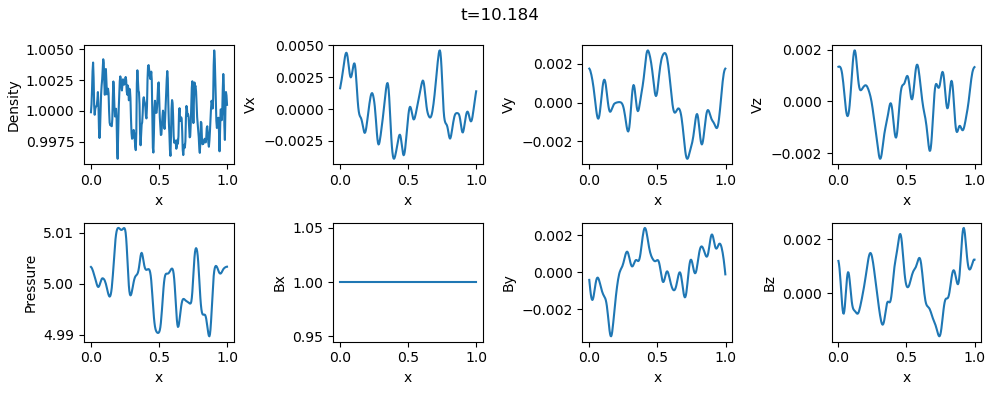 t=10.184
Density
1.0050
1.0025
1.0000
0.9975
0.0 0.5 1.0
x
Vx
0.0050
0.0025
0.0000
−0.0025
0.0 0.5 1.0
x
Vy
0.002
0.000
−0.002
0.0 0.5 1.0
x
Vz
0.002
0.000
−0.002
0.0 0.5 1.0
x
Pressure
5.01
5.00
4.99
0.0 0.5 1.0
x
Bx
1.05
1.00
0.95
0.0 0.5 1.0
x
By
0.002
0.000
−0.002
0.0 0.5 1.0
x
Bz
0.002
0.000
0.0 0.5 1.0
x